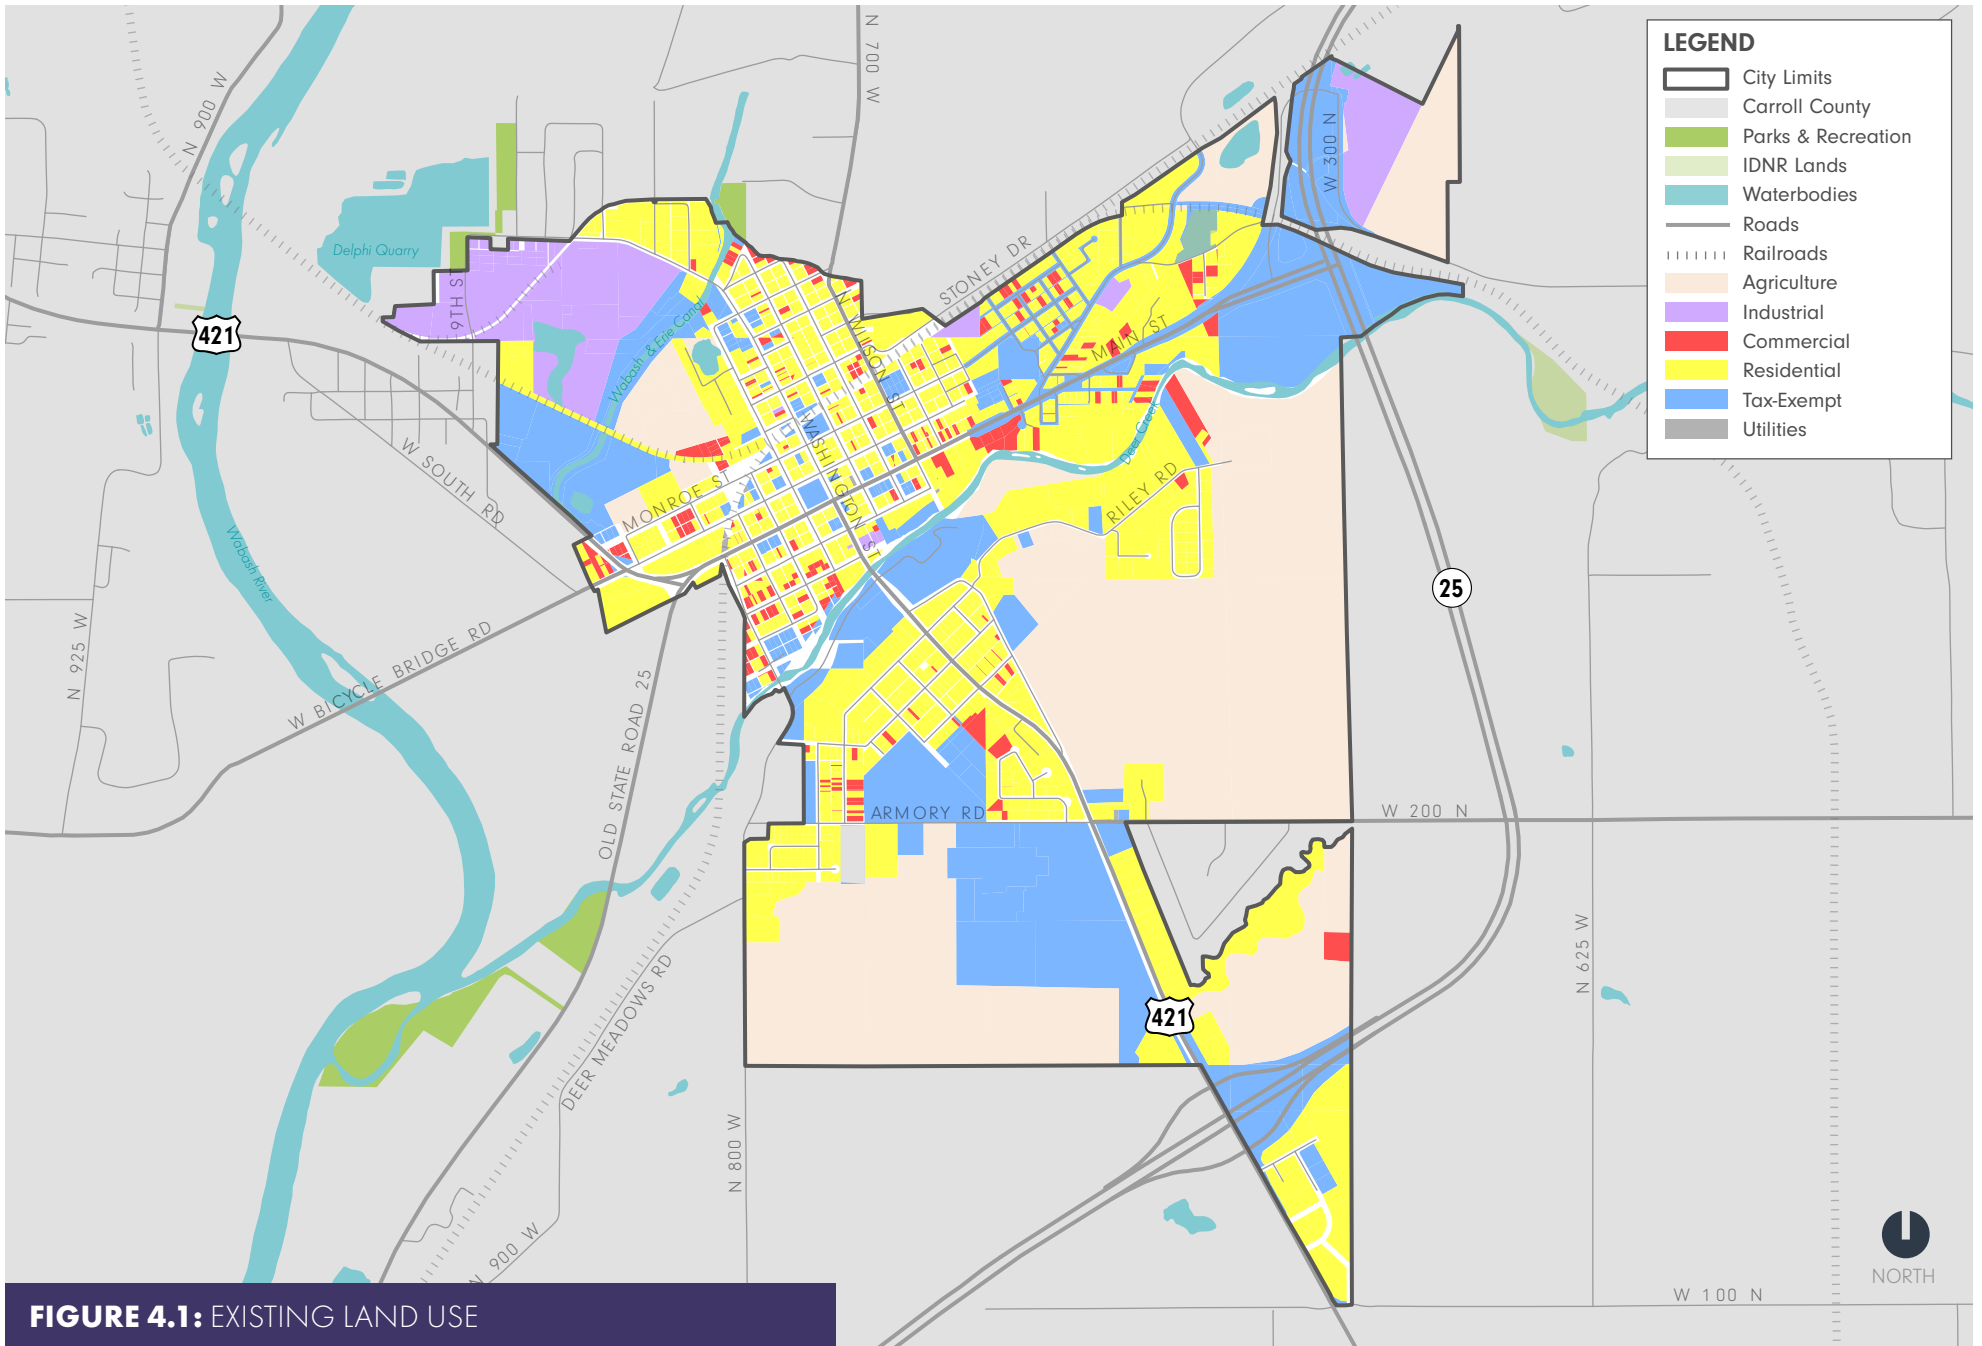 LEGEND
City Limits
Carroll County
Parks & Recreation
IDNR Lands
Waterbodies
Roads
Railroads
Agriculture
Industrial
Commercial
Residential
Tax-Exempt
Utilities
N 900 W
N 700 W
W 300 N
Delphi Quarry
9TH ST
STONEY DR
421
Wabash & Erie Canal
N WILSON ST
MAIN ST
WASHINGTON ST
Deer Creek
W SOUTH RD
MONROE ST
RILEY RD
Wabash River
25
N 925 W
W BICYCLE BRIDGE RD
OLD STATE ROAD 25
ARMORY RD
W 200 N
N 625 W
DEER MEADOWS RD
421
N 800 W
N 900 W
W 100 N
NORTH
FIGURE 4.1: EXISTING LAND USE